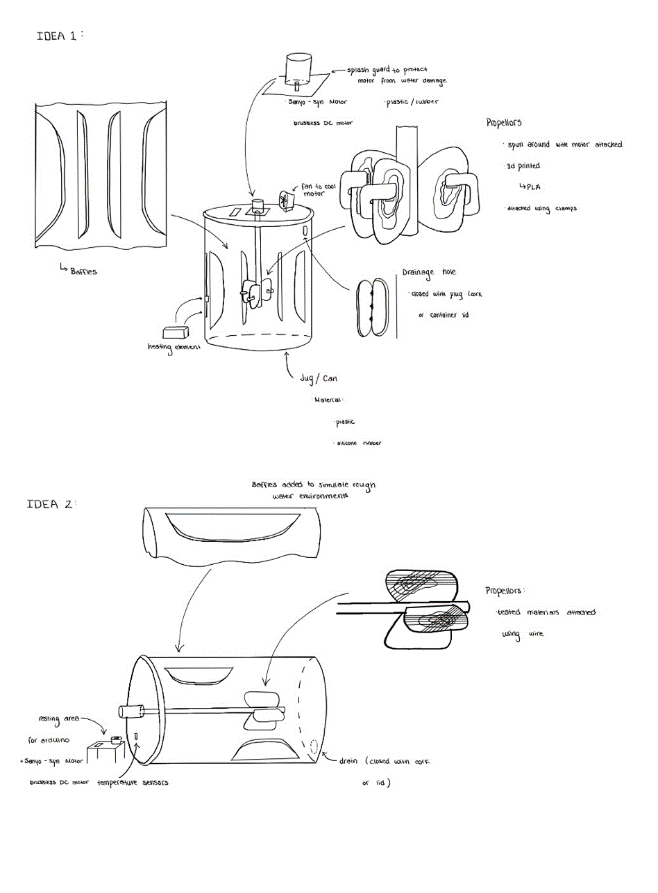 IDEA 1:
splash guard to protect
motor from water damage
· Sanyo-syn Motor
brushless DC motor
· plastic/rubber
Propellors
· spun around with motor attached
· 3d printed
↳ PLA
· attached using clamps
fan to cool
motor
↳ Baffles
Drainage hole
· closed with plug (cork
or container lid
heating element
Jug/Can
· Material:
· plastic
· silicone rubber
Baffles added to simulate rough
water environments
IDEA 2:
Propellors:
· tested materials attached
using wire
resting area
for arduino
+ Sanyo-syn Motor
brushless DC motor
temperature sensors
drain (closed with cork
or lid)